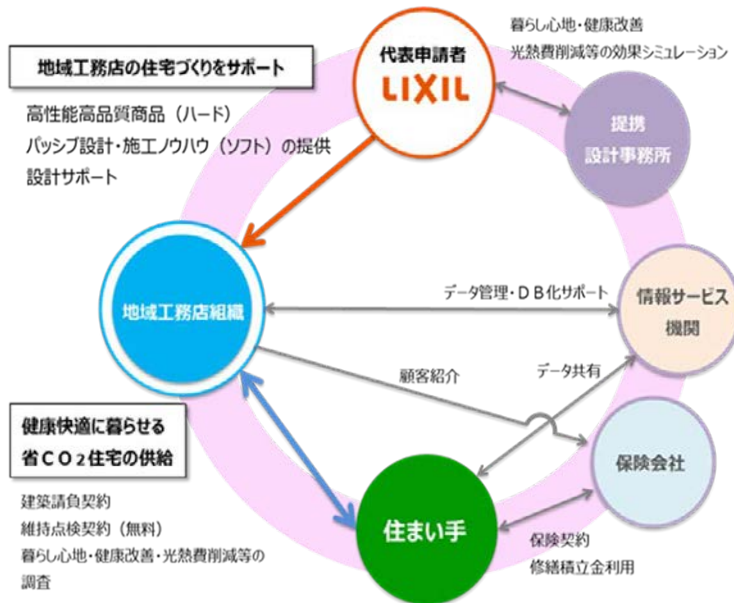 代表申請者
LIXIL
暮らし心地・健康改善
光熱費削減等の効果シミュレーション
地域工務店の住宅づくりをサポート
高性能高品質商品（ハード）
パッシブ設計・施工ノウハウ（ソフト）の提供
設計サポート
提携
設計事務所
地域工務店組織
データ管理・DB化サポート
情報サービス
機関
顧客紹介
データ共有
健康快適に暮らせる
省CO2住宅の供給
保険会社
建築請負契約
維持点検契約（無料）
暮らし心地・健康改善・光熱費削減等の
調査
住まい手
保険契約
修繕積立金利用